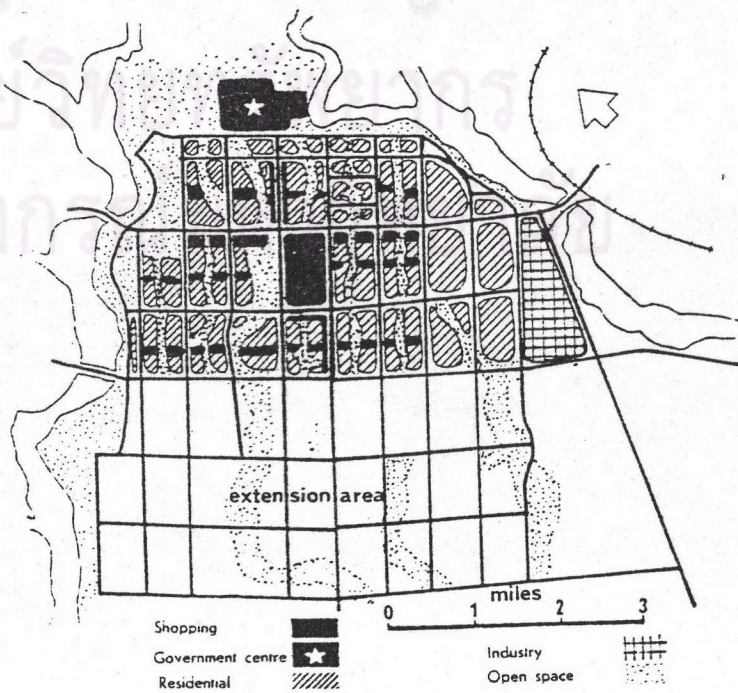 extension area
miles
0 1 2 3
Shopping
Government centre
Residential
Industry
Open space